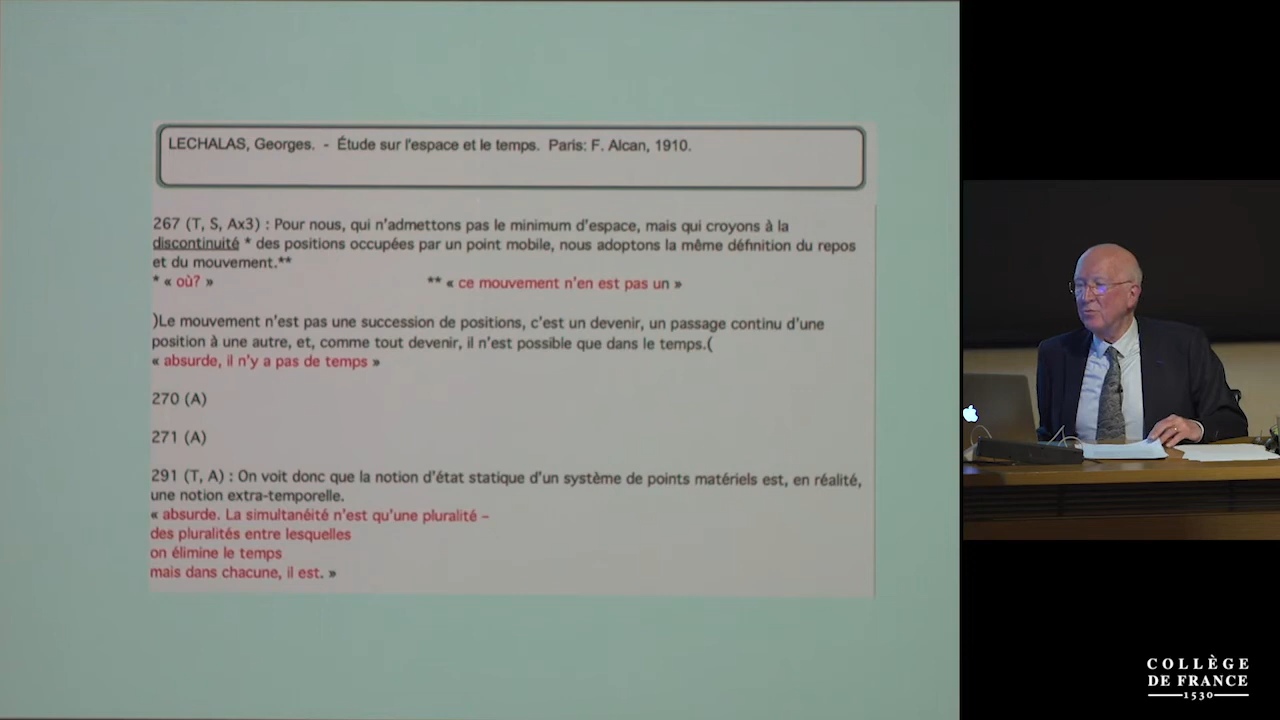 LECHALAS, Georges. - Étude sur l'espace et le temps. Paris: F. Alcan, 1910.
267 (T, S, Ax3) : Pour nous, qui n'admettons pas le minimum d'espace, mais qui croyons à la
discontinuité * des positions occupées par un point mobile, nous adoptons la même définition du repos
et du mouvement.**
* « où? » ** « ce mouvement n'en est pas un »
)Le mouvement n'est pas une succession de positions, c'est un devenir, un passage continu d'une
position à une autre, et, comme tout devenir, il n'est possible que dans le temps.(
« absurde, il n'y a pas de temps »
270 (A)
271 (A)
291 (T, A) : On voit donc que la notion d'état statique d'un système de points matériels est, en réalité,
une notion extra-temporelle.
« absurde. La simultanéité n'est qu'une pluralité –
des pluralités entre lesquelles
on élimine le temps
mais dans chacune, il est. »
COLLÈGE
DE FRANCE
1530